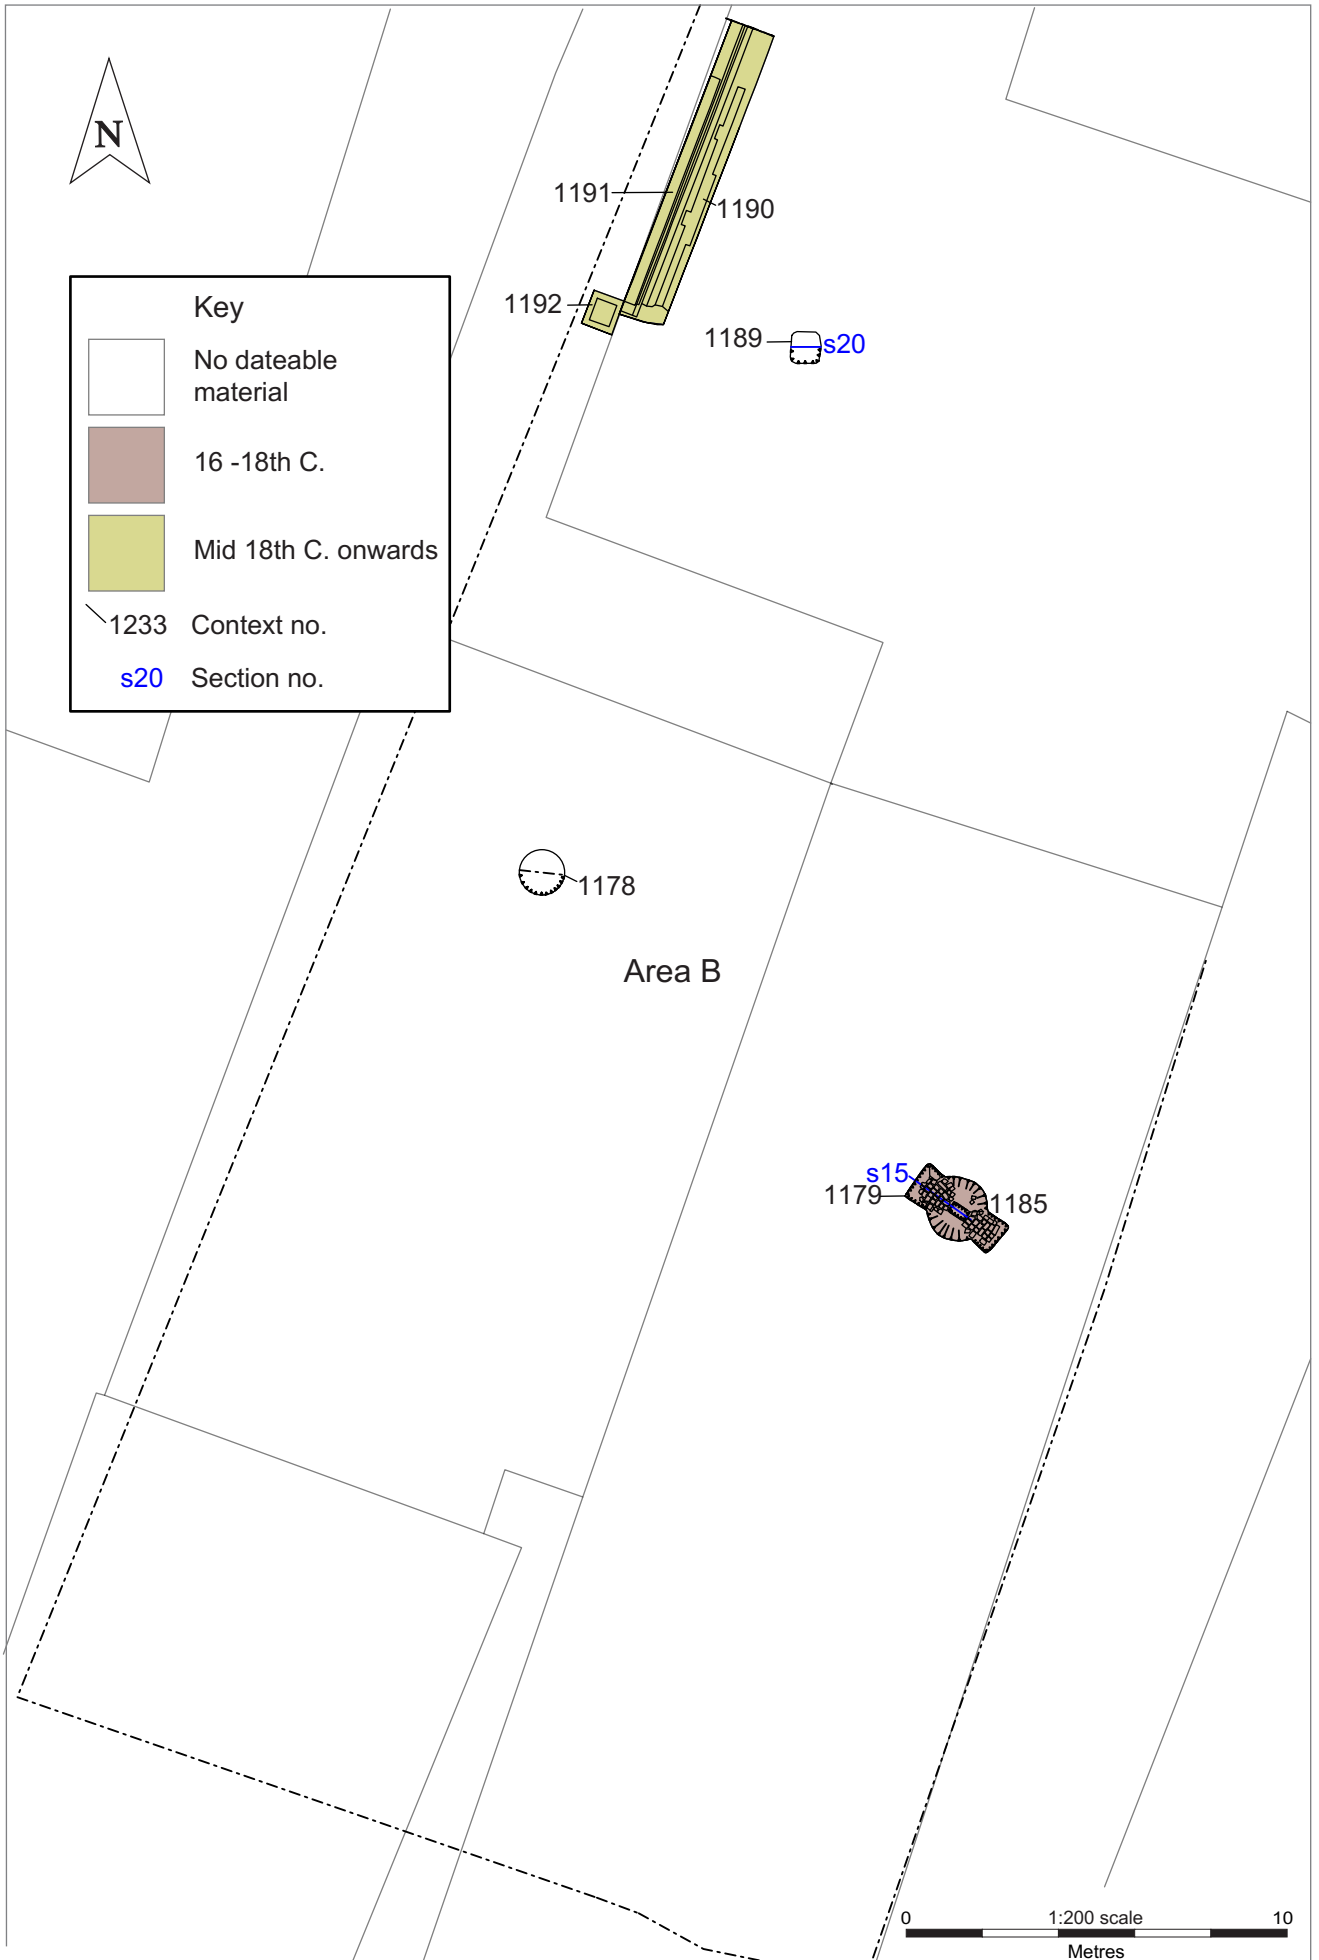 N
1191
1190
1192
1189
s20
Key
No dateable
material
16 -18th C.
Mid 18th C. onwards
1233 Context no.
s20 Section no.
1178
Area B
s15
1179
1185
0 1:200 scale 10
Metres